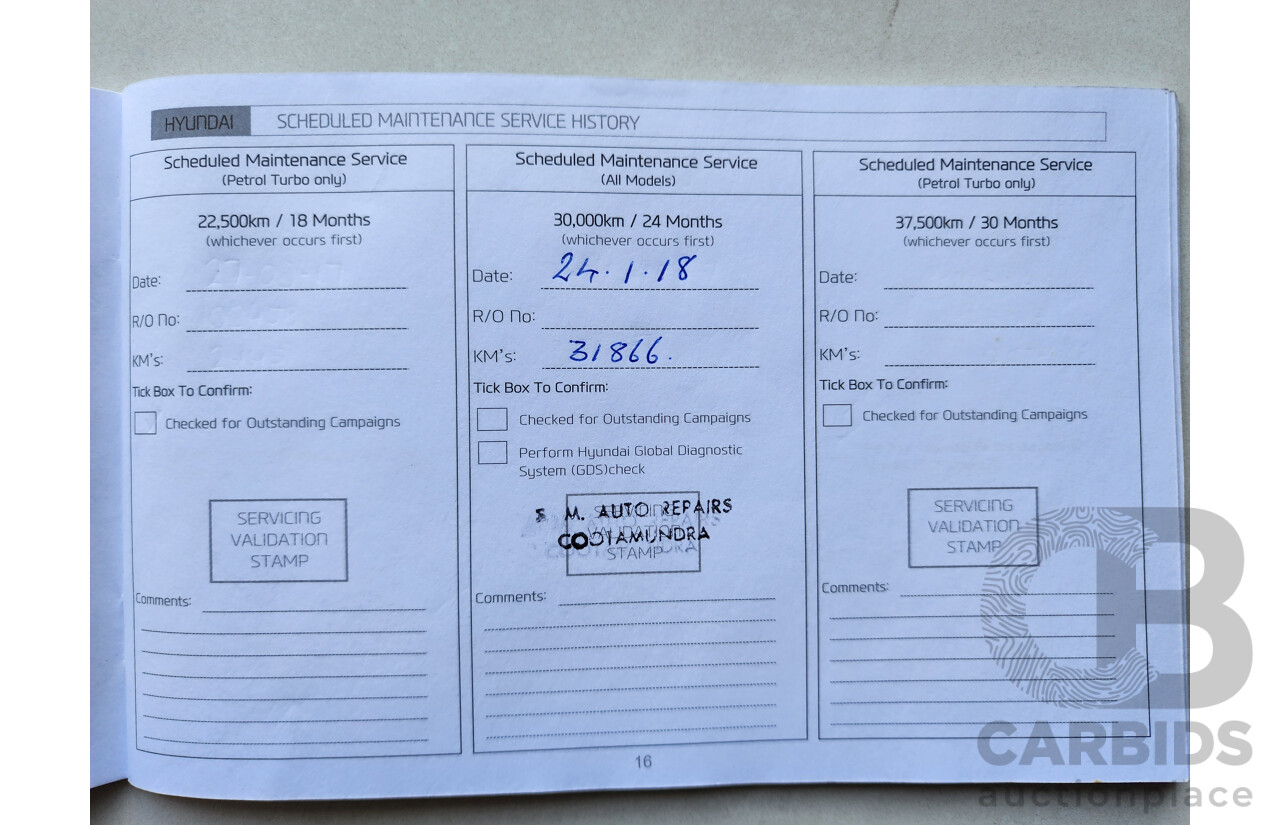 HYUNDAI SCHEDULED MAINTENANCE SERVICE HISTORY
Scheduled Maintenance Service
(Petrol Turbo only)
22,500km / 18 Months
(whichever occurs first)
Date:
R/O No:
KM's:
Tick Box To Confirm:
Checked for Outstanding Campaigns
SERVICING
VALIDATION
STAMP
Comments:
Scheduled Maintenance Service
(All Models)
30,000km / 24 Months
(whichever occurs first)
Date: 24.1.18
R/O No:
KM's: 31866.
Tick Box To Confirm:
Checked for Outstanding Campaigns
Perform Hyundai Global Diagnostic
System (GDS)check
SERVICING
VALIDATION
STAMP
M. AUTO REPAIRS
COOTAMUNDRA
Comments:
Scheduled Maintenance Service
(Petrol Turbo only)
37,500km / 30 Months
(whichever occurs first)
Date:
R/O No:
KM's:
Tick Box To Confirm:
Checked for Outstanding Campaigns
SERVICING
VALIDATION
STAMP
Comments:
16
CB
CARBIDS
auctionplace